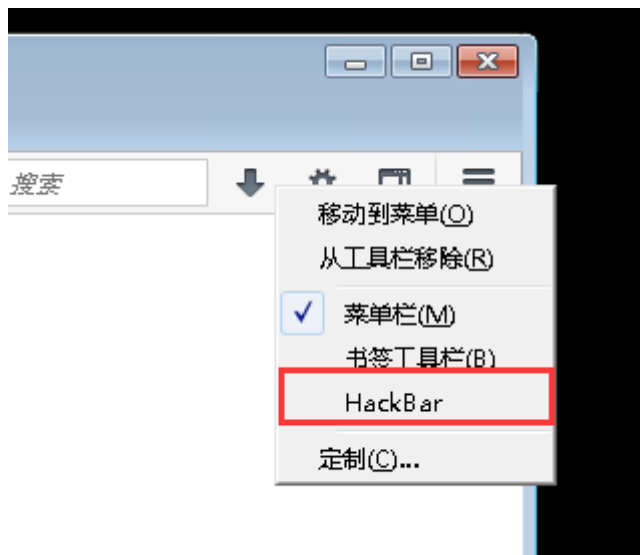 搜索
移动到菜单(O)
从工具栏移除(R)
菜单栏(M)
书签工具栏(B)
HackBar
定制(C)...